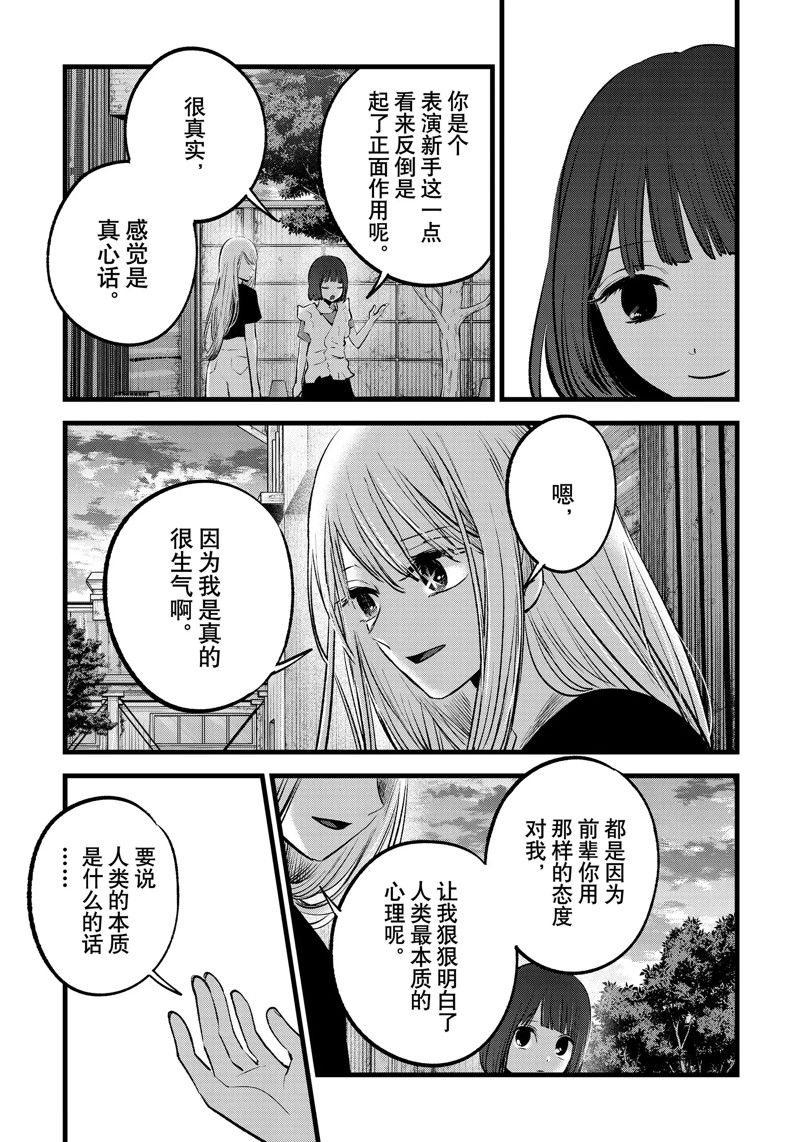 你是个
表演新手这一点
看来反倒是
起了正面作用呢。
很真实，
感觉是
真心话。
嗯，
因为我是真的
很生气啊。
都是因为
前辈你用
那样的态度
对我，
让我狠狠明白了
人类最本质的
心理呢。
要说
人类的本质
是什么的话
……